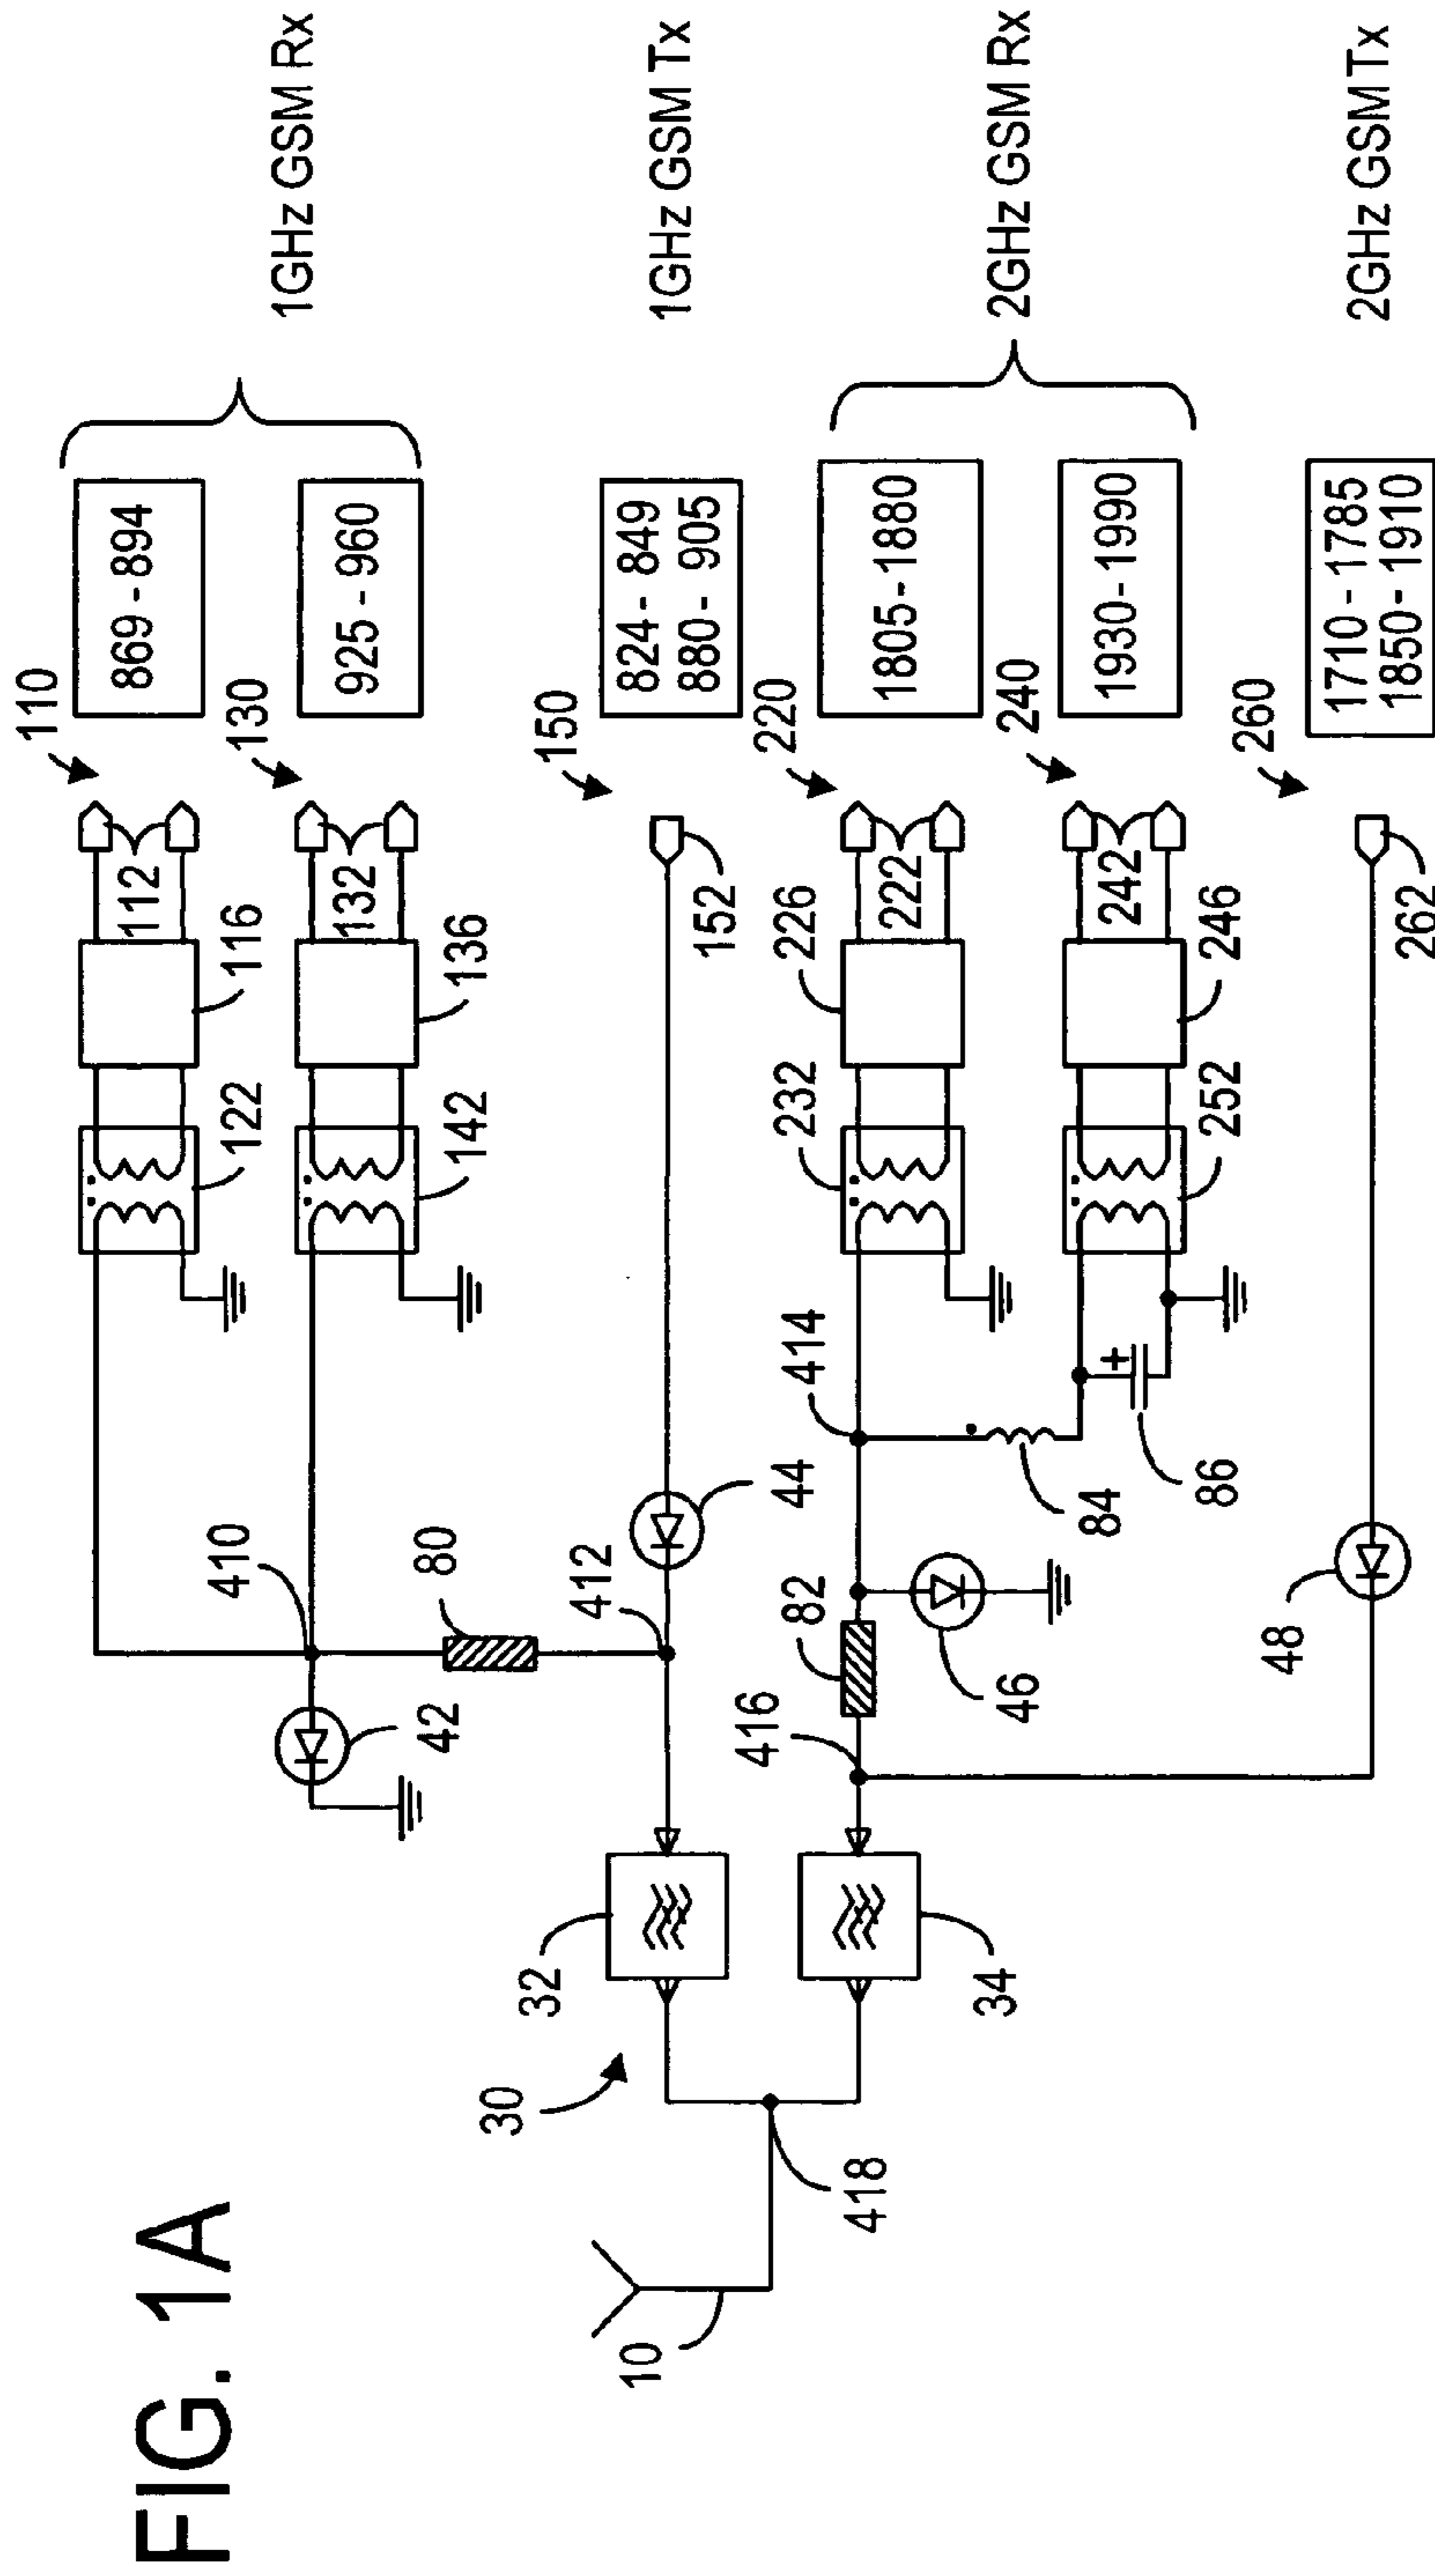 FIG. 1A
110
869 - 894
112
116
122
1GHz GSM Rx
130
925 - 960
132
136
142
410
42
80
150
824 - 849
880 - 905
1GHz GSM Tx
152
44
412
32
30
10
418
220
1805 - 1880
222
226
232
414
2GHz GSM Rx
240
1930 - 1990
242
246
252
84
86
82
46
416
34
260
1710 - 1785
1850 - 1910
2GHz GSM Tx
262
48